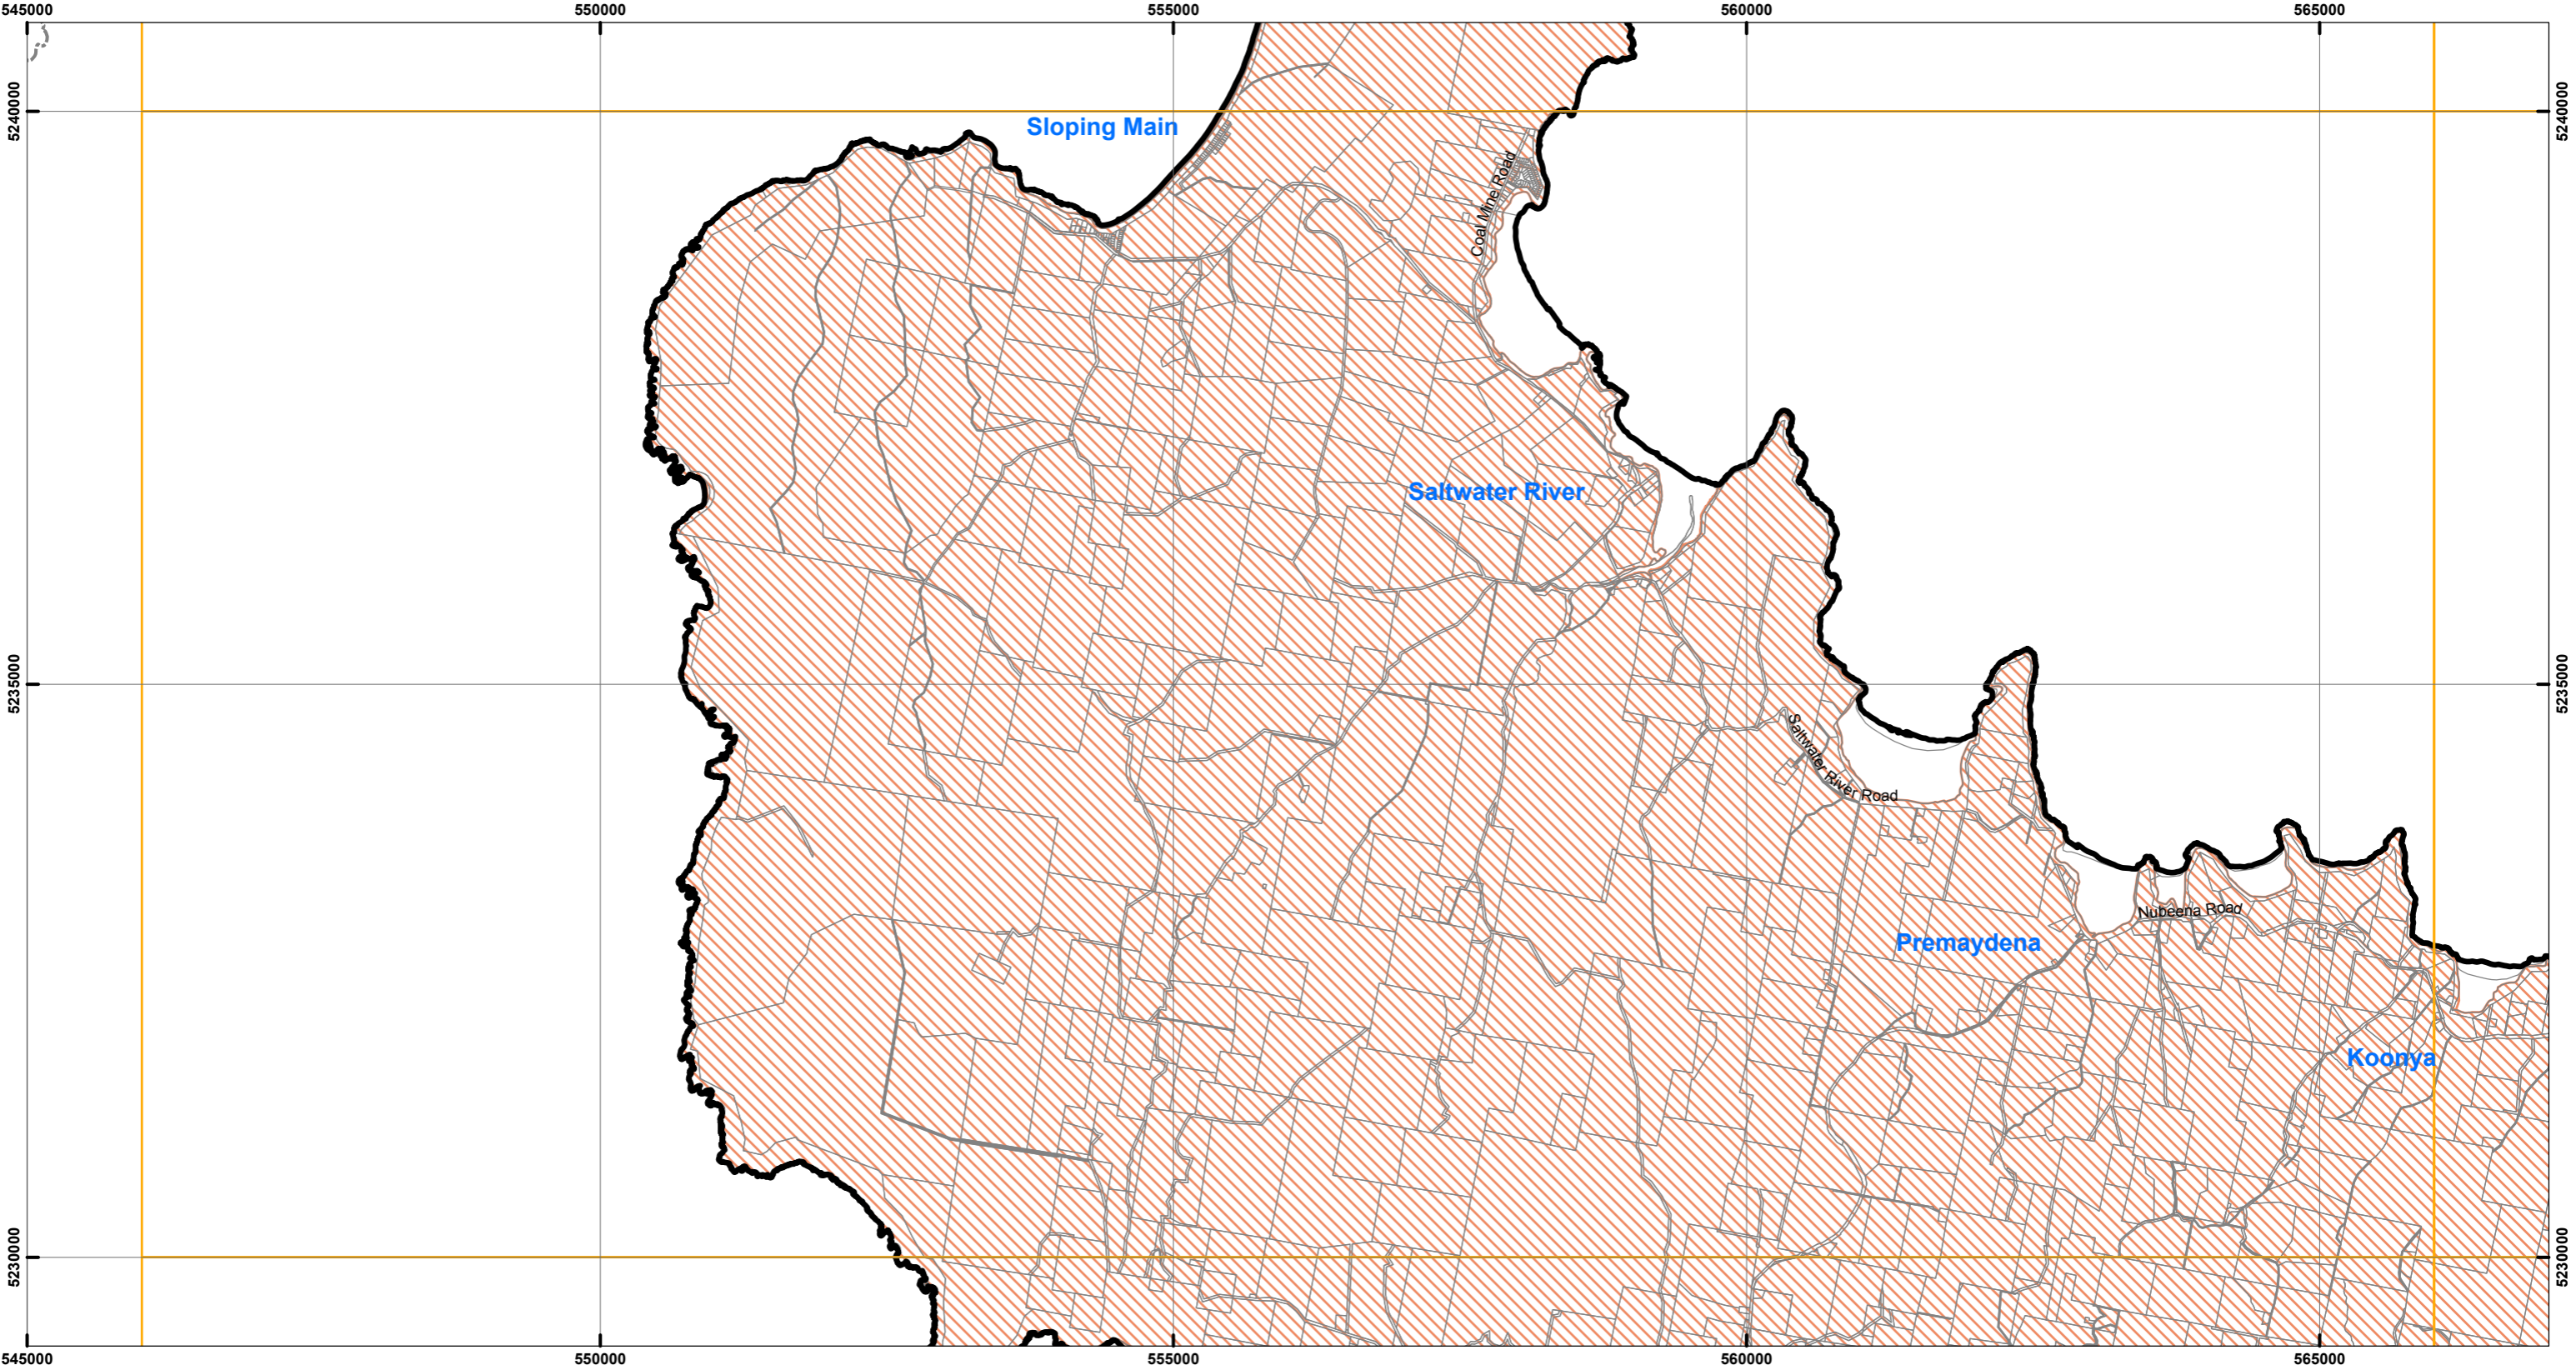 545000
550000
555000
560000
565000
5240000
5240000
Sloping Main
Coal Mine Road
Saltwater River
5235000
5235000
Saltwater River Road
Nubeena Road
Premaydena
Koonya
5230000
5230000
545000
550000
555000
560000
565000